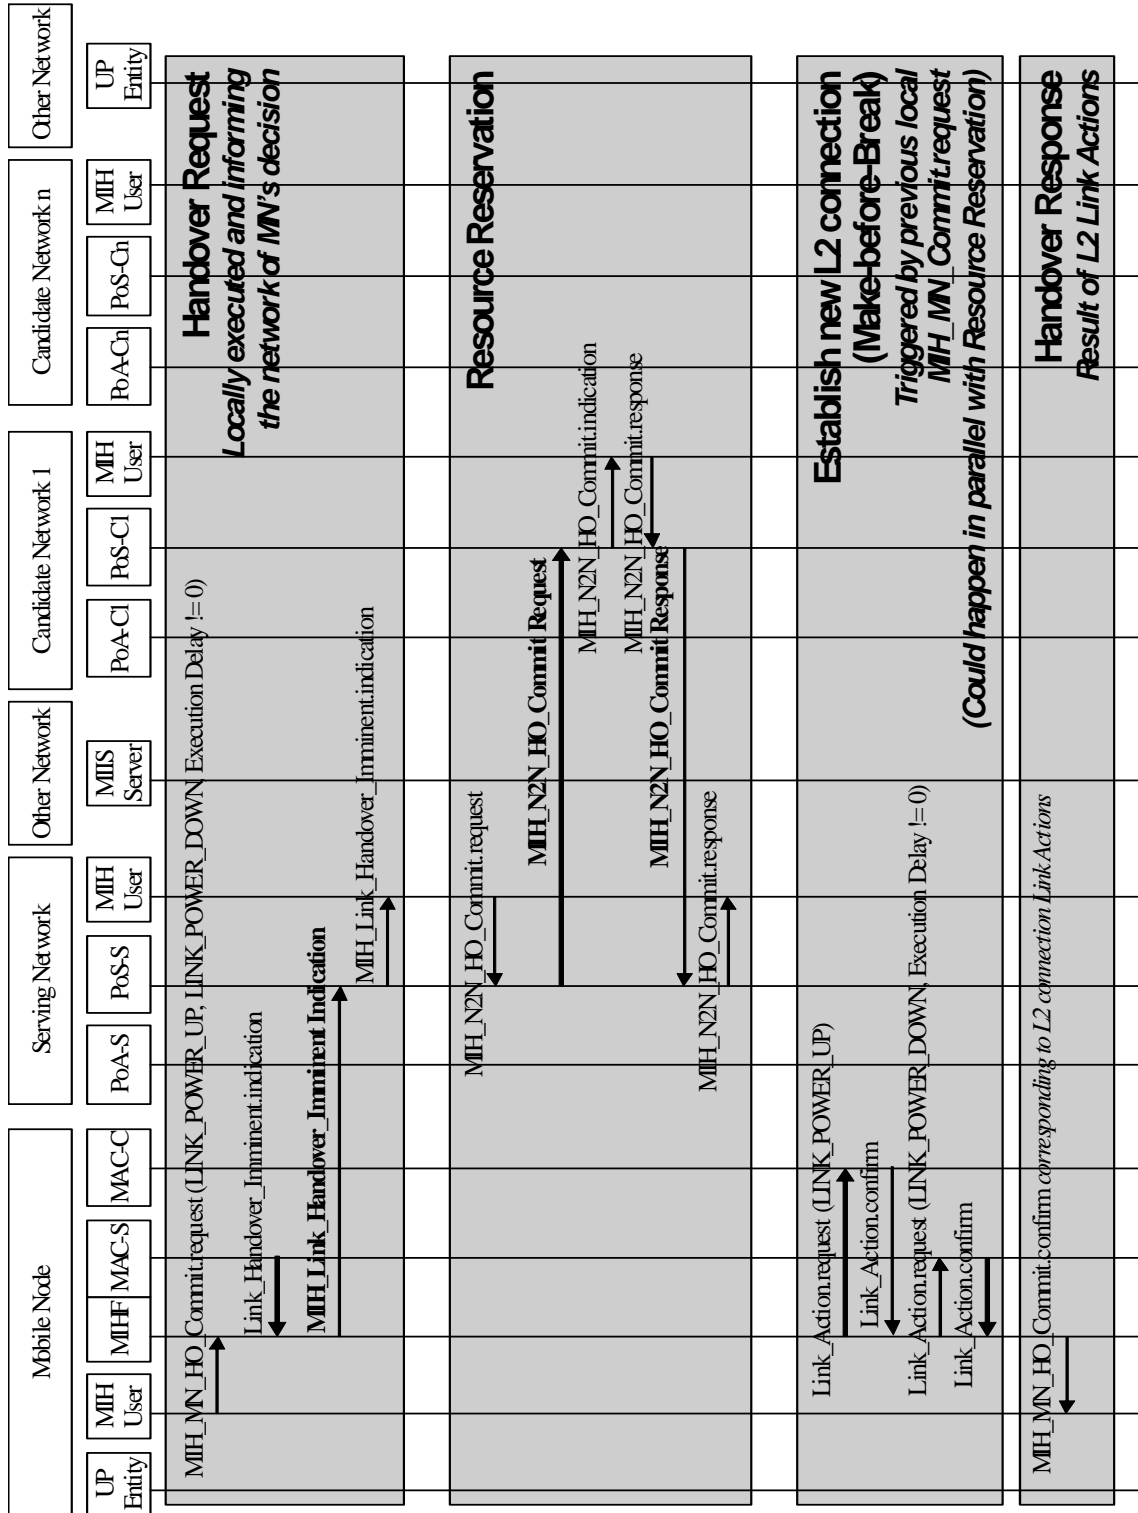 Mobile Node
Serving Network
Other Network
Candidate Network 1
Candidate Network n
Other Network
UP
Entity
MIH
User
MIHF
MAC-S
MAC-C
PoA-S
PoS-S
MIH
User
MIIS
Server
PoA-C1
PoS-C1
MIH
User
PoA-Cn
PoS-Cn
MIH
User
UP
Entity
Handover Request
Locally executed and informing
the network of MN's decision
MIH_MN_HO_Commit.request (LINK_POWER_UP, LINK_POWER_DOWN, Execution Delay != 0)
Link_Handover_Imminent.indication
MIH_Link_Handover_Imminent Indication
MIH_Link_Handover_Imminent.indication
Resource Reservation
MIH_N2N_HO_Commit.request
MIH_N2N_HO_Commit Request
MIH_N2N_HO_Commit.indication
MIH_N2N_HO_Commit.response
MIH_N2N_HO_Commit Response
MIH_N2N_HO_Commit.response
Establish new L2 connection
(Make-before-Break)
Triggered by previous local
MIH_MN_Commit.request
(Could happen in parallel with Resource Reservation)
Link_Action.request (LINK_POWER_UP)
Link_Action.confirm
Link_Action.request (LINK_POWER_DOWN, Execution Delay != 0)
Link_Action.confirm
Handover Response
Result of L2 Link Actions
MIH_MN_HO_Commit.confirm corresponding to L2 connection Link Actions